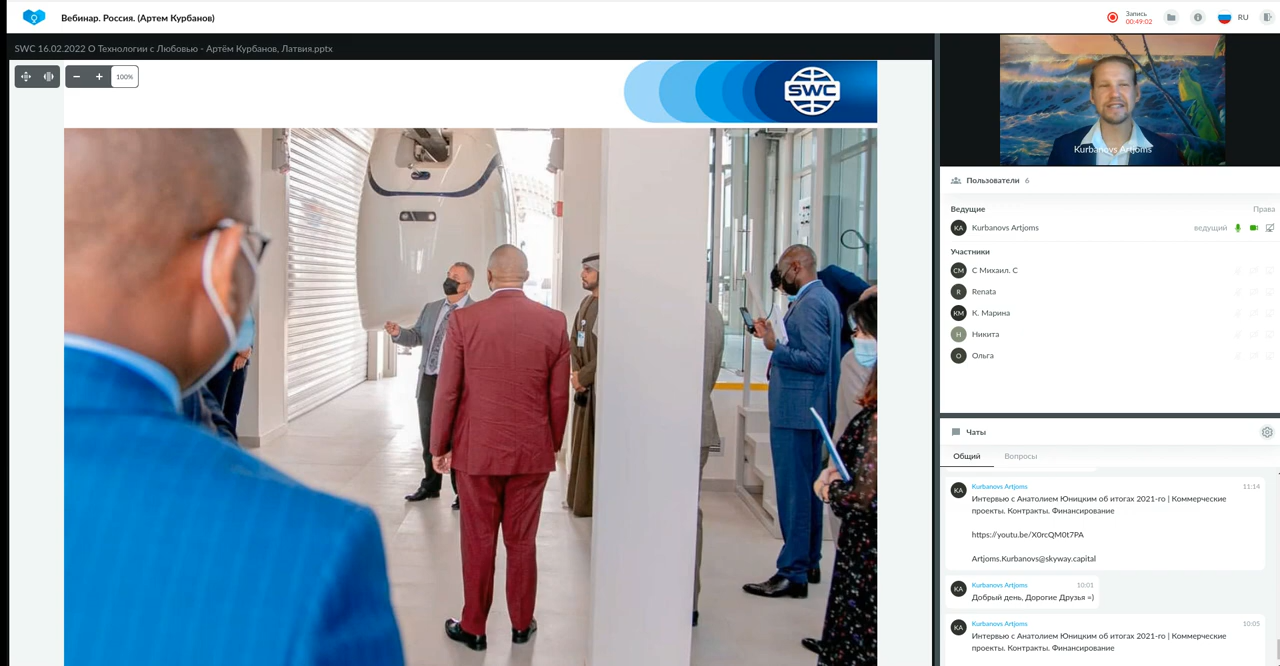 Вебинар. Россия. (Артем Курбанов)
Запись
00:49:02
RU
SWC 16.02.2022 О Технологии с Любовью - Артём Курбанов, Латвия.pptx
100%
SWC
Kurbanovs Artjoms
Пользователи 6
Ведущие Права
KA Kurbanovs Artjoms ведущий
Участники
СМ С Михаил. С
R Renata
КМ К. Марина
Н Никита
О Ольга
Чаты
Общий Вопросы
KA Kurbanovs Artjoms 11:14
Интервью с Анатолием Юницким об итогах 2021-го | Коммерческие
проекты. Контракты. Финансирование
https://youtu.be/X0rcQM0t7PA
Artjoms.Kurbanovs@skyway.capital
KA Kurbanovs Artjoms 10:01
Добрый день, Дорогие Друзья =)
KA Kurbanovs Artjoms 10:05
Интервью с Анатолием Юницким об итогах 2021-го | Коммерческие
проекты. Контракты. Финансирование